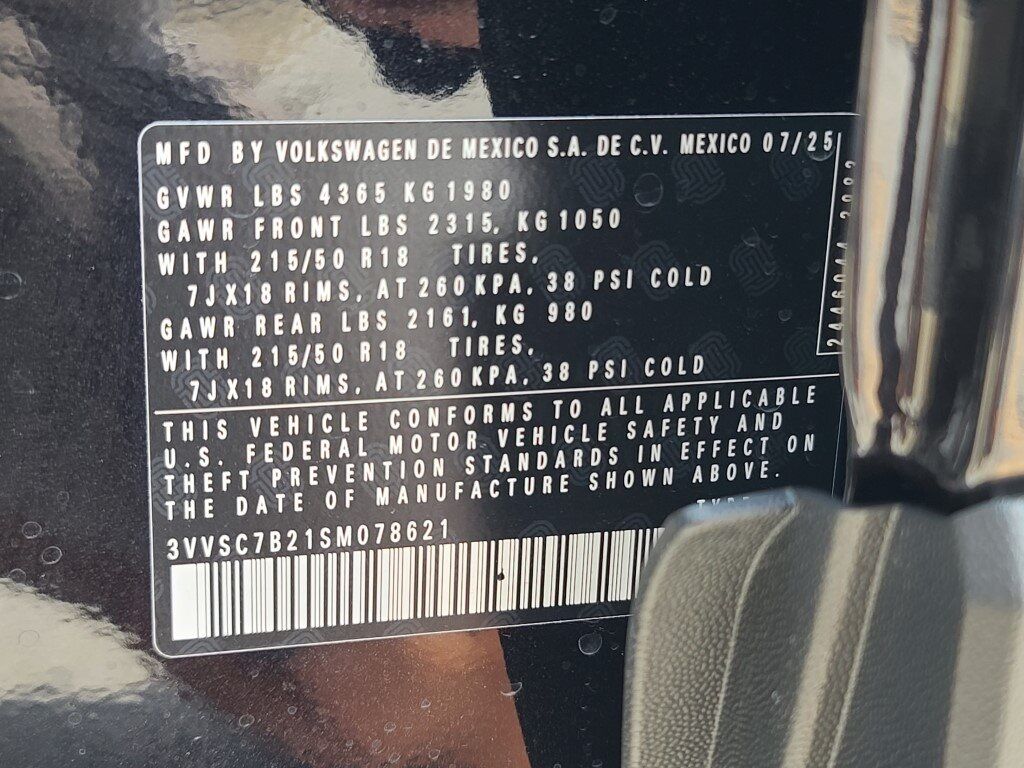 MFD BY VOLKSWAGEN DE MEXICO S.A. DE C.V. MEXICO 07/25
GVWR LBS 4365 KG 1980
GAWR FRONT LBS 2315, KG 1050
WITH 215/50 R18 TIRES,
7JX18 RIMS, AT 260 KPA, 38 PSI COLD
GAWR REAR LBS 2161, KG 980
WITH 215/50 R18 TIRES,
7JX18 RIMS, AT 260 KPA, 38 PSI COLD
THIS VEHICLE CONFORMS TO ALL APPLICABLE
U.S. FEDERAL MOTOR VEHICLE SAFETY AND
THEFT PREVENTION STANDARDS IN EFFECT ON
THE DATE OF MANUFACTURE SHOWN ABOVE.
3VVSC7B21SM078621